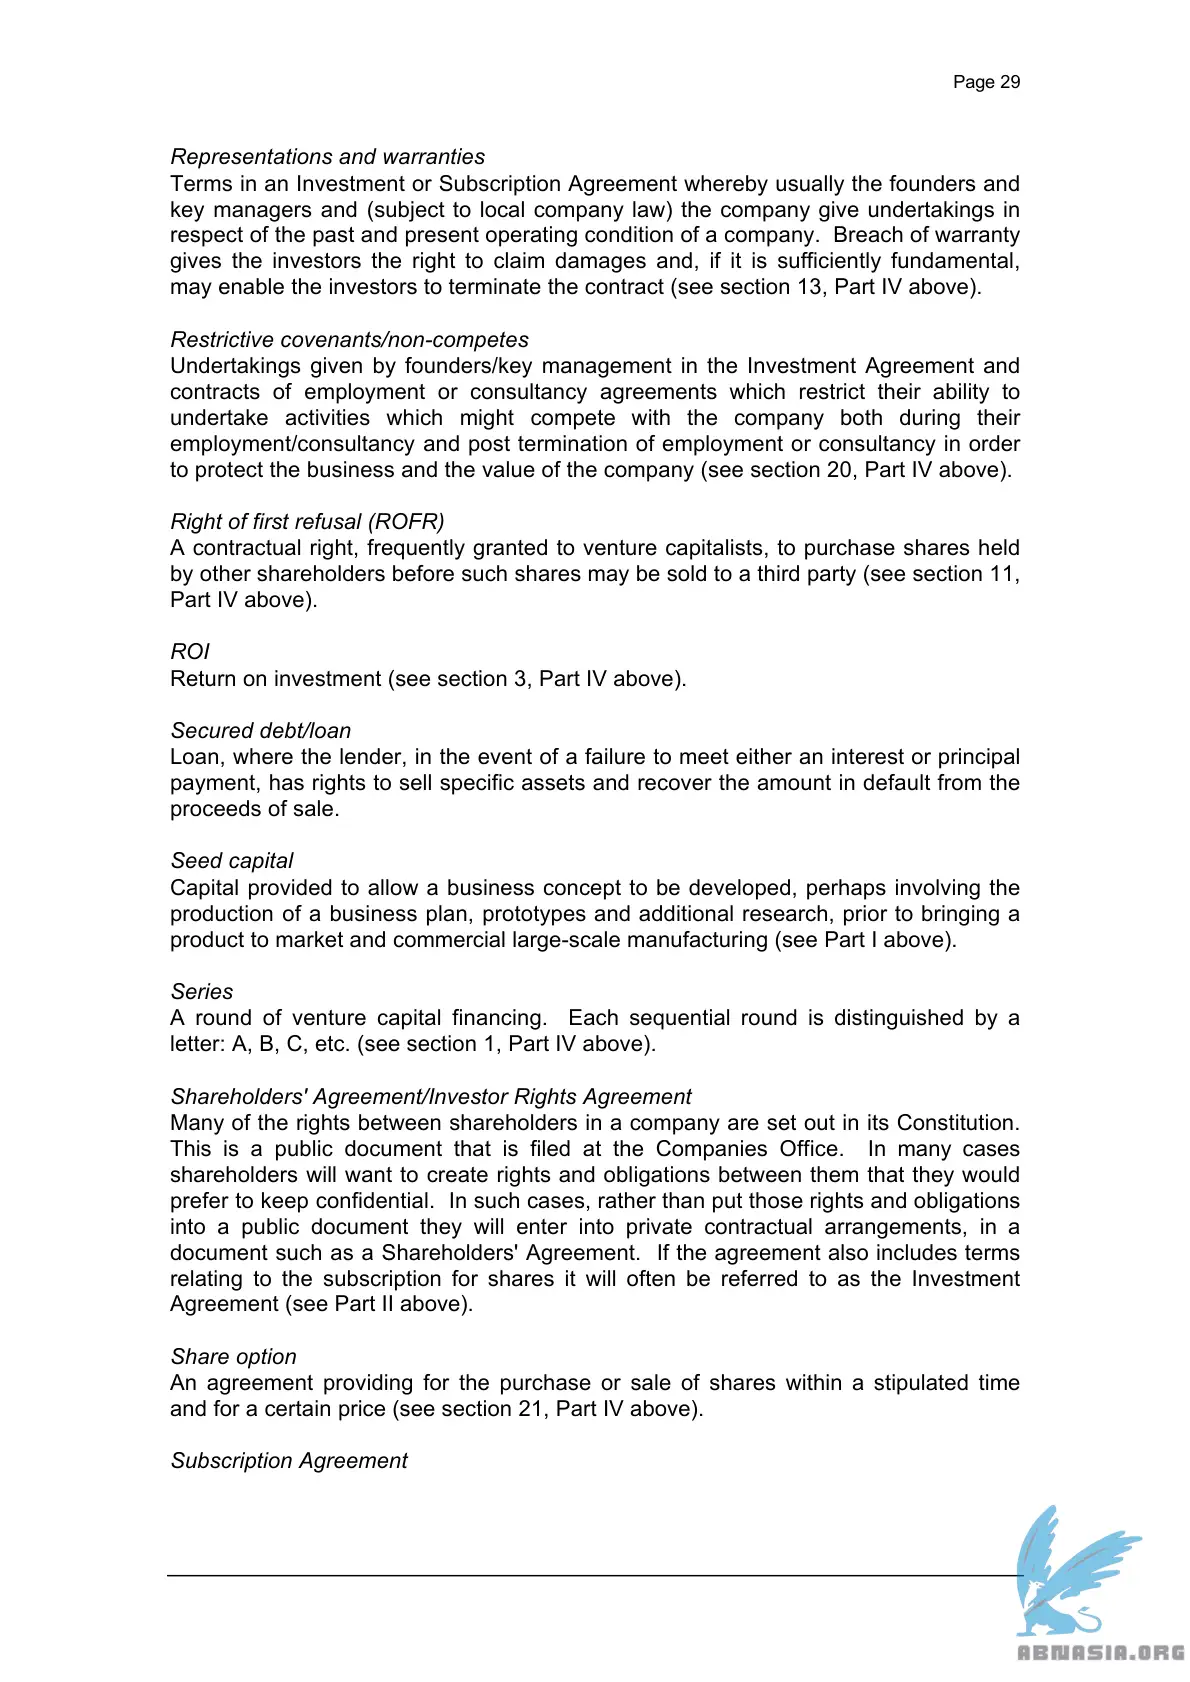 Page 29
Representations and warranties
Terms in an Investment or Subscription Agreement whereby usually the founders and
key managers and (subject to local company law) the company give undertakings in
respect of the past and present operating condition of a company.  Breach of warranty
gives the investors the right to claim damages and, if it is sufficiently fundamental,
may enable the investors to terminate the contract (see section 13, Part IV above).
Restrictive covenants/non-competes
Undertakings given by founders/key management in the Investment Agreement and
contracts of employment or consultancy agreements which restrict their ability to
undertake activities which might compete with the company both during their
employment/consultancy and post termination of employment or consultancy in order
to protect the business and the value of the company (see section 20, Part IV above).
Right of first refusal (ROFR)
A contractual right, frequently granted to venture capitalists, to purchase shares held
by other shareholders before such shares may be sold to a third party (see section 11,
Part IV above).
ROI
Return on investment (see section 3, Part IV above).
Secured debt/loan
Loan, where the lender, in the event of a failure to meet either an interest or principal
payment, has rights to sell specific assets and recover the amount in default from the
proceeds of sale.
Seed capital
Capital provided to allow a business concept to be developed, perhaps involving the
production of a business plan, prototypes and additional research, prior to bringing a
product to market and commercial large-scale manufacturing (see Part I above).
Series
A round of venture capital financing.  Each sequential round is distinguished by a
letter: A, B, C, etc. (see section 1, Part IV above).
Shareholders' Agreement/Investor Rights Agreement
Many of the rights between shareholders in a company are set out in its Constitution.
This is a public document that is filed at the Companies Office.  In many cases
shareholders will want to create rights and obligations between them that they would
prefer to keep confidential.  In such cases, rather than put those rights and obligations
into a public document they will enter into private contractual arrangements, in a
document such as a Shareholders' Agreement.  If the agreement also includes terms
relating to the subscription for shares it will often be referred to as the Investment
Agreement (see Part II above).
Share option
An agreement providing for the purchase or sale of shares within a stipulated time
and for a certain price (see section 21, Part IV above).
Subscription Agreement
ABNASIA.ORG